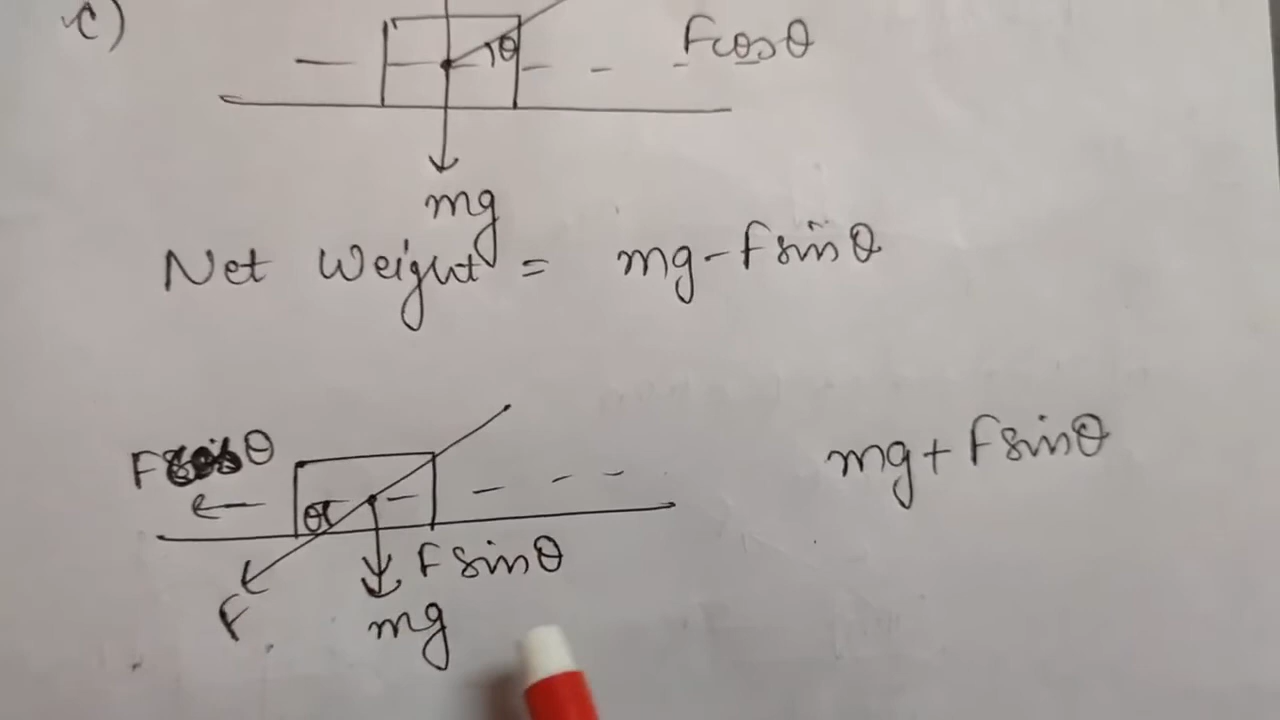 c)
θ
Fcosθ
mg
Net Weight = mg-Fsinθ
Fcosθ
mg+Fsinθ
θ
Fsinθ
F
mg